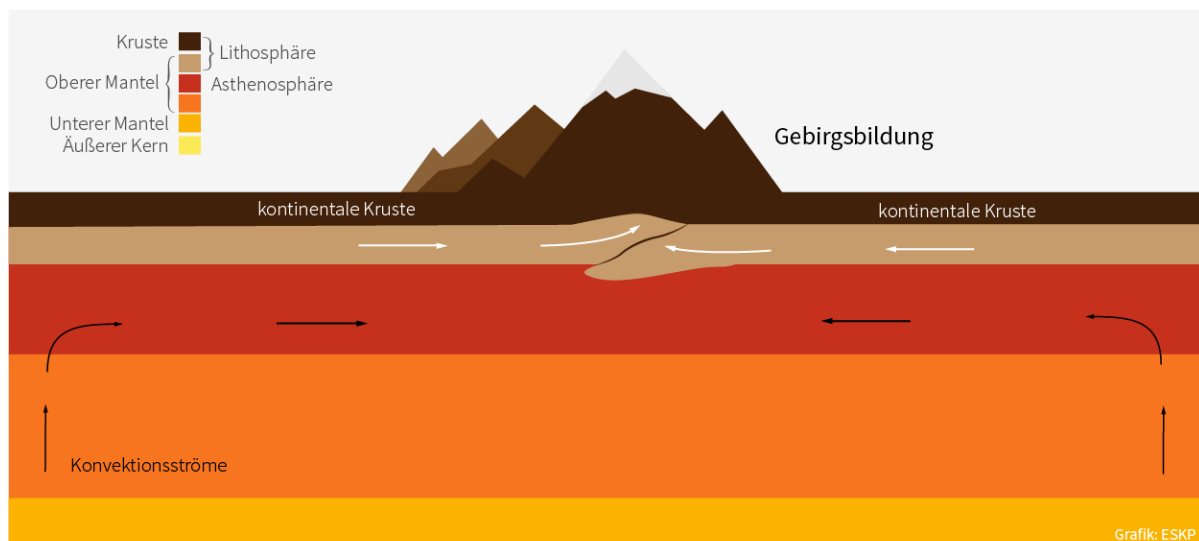 Kruste
Lithosphäre
Oberer Mantel
Asthenosphäre
Unterer Mantel
Äußerer Kern
Gebirgsbildung
kontinentale Kruste
kontinentale Kruste
Konvektionsströme
Grafik: ESKP